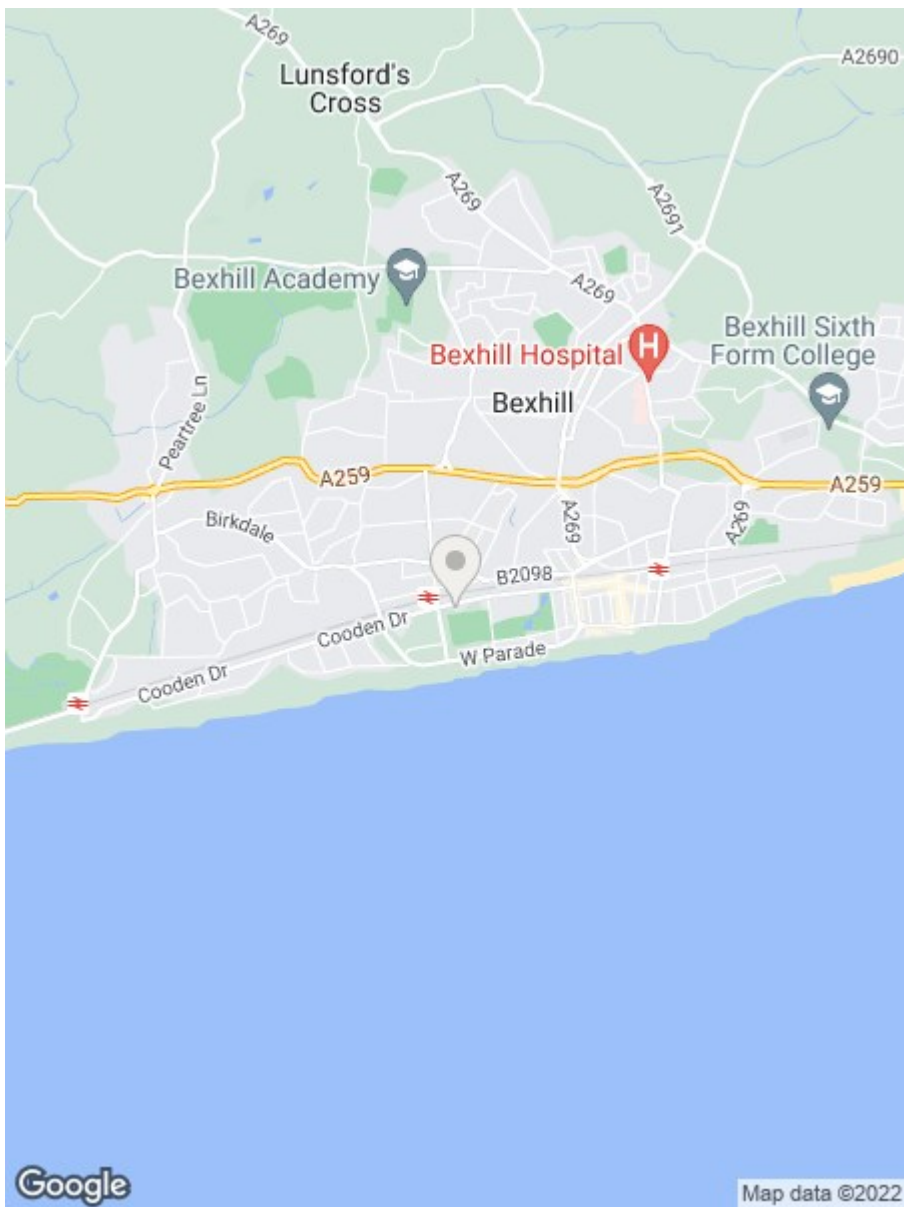 A269
A2690
Lunsford's
Cross
A269
A2691
Bexhill Academy
A269
Bexhill Hospital
H
Bexhill Sixth
Form College
Bexhill
Peartree Ln
A259
A259
Birkdale
A269
A269
B2098
Cooden Dr
W Parade
Cooden Dr
Google
Map data ©2022